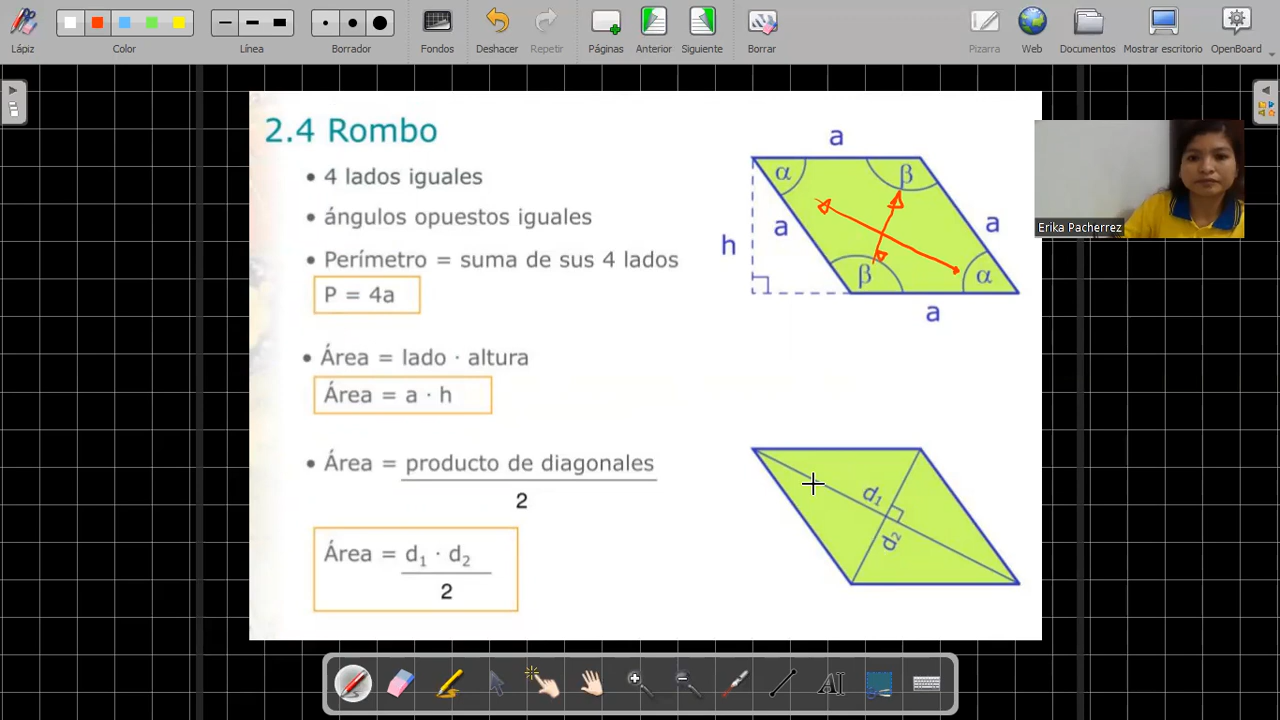 Lápiz
Color
Línea
Borrador
Fondos
Deshacer
Repetir
Páginas
Anterior
Siguiente
Borrar
Pizarra
Web
Documentos
Mostrar escritorio
OpenBoard
2.4 Rombo
• 4 lados iguales
• ángulos opuestos iguales
• Perímetro = suma de sus 4 lados
P = 4a
• Área = lado · altura
Área = a · h
• Área = producto de diagonales
2
Área = d₁ · d₂
2
a
α
β
h
a
a
β
α
a
d₁
d₂
Erika Pacherrez
AI